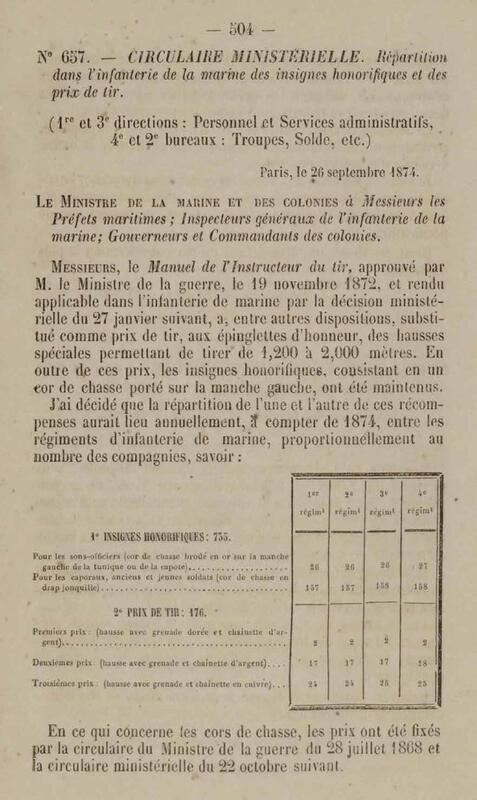 — 504 —
N° 657. — CIRCULAIRE MINISTÉRIELLE. Répartition
dans l'infanterie de la marine des insignes honorifiques et des
prix de tir.
(1re et 3e directions : Personnel et Services administratifs,
4e et 2e bureaux : Troupes, Solde, etc.)
Paris, le 26 septembre 1874.
LE MINISTRE DE LA MARINE ET DES COLONIES à Messieurs les
Préfets maritimes ; Inspecteurs généraux de l'infanterie de la
marine; Gouverneurs et Commandants des colonies.
MESSIEURS, le Manuel de l'Instructeur du tir, approuvé par
M. le Ministre de la guerre, le 19 novembre 1872, et rendu
applicable dans l'infanterie de marine par la décision ministé-
rielle du 27 janvier suivant, a, entre autres dispositions, substi-
tué comme prix de tir, aux épinglettes d'honneur, des hausses
spéciales permettant de tirer de 1,200 à 2,000 mètres. En
outre de ces prix, les insignes honorifiques, consistant en un
cor de chasse porté sur la manche gauche, ont été maintenus.
J'ai décidé que la répartition de l'une et l'autre de ces récom-
penses aurait lieu annuellement, à compter de 1874, entre les
régiments d'infanterie de marine, proportionnellement au
nombre des compagnies, savoir :
1er 2e 3e 4e
régimt régimt régimt régimt
1° INSIGNES HONORIFIQUES: 735.
Pour les sous-officiers (cor de chasse brodé en or sur la manche
gauche de la tunique ou de la capote)..................... 26 26 26 27
Pour les caporaux, anciens et jeunes soldats (cor de chasse en
drap jonquille)..................................... 157 157 158 158
2° PRIX DE TIR: 176.
Premiers prix: (hausse avec grenade dorée et chaînette d'ar-
gent)............................................. 2 2 2 2
Deuxièmes prix: (hausse avec grenade et chaînette d'argent).... 17 17 17 18
Troisièmes prix: (hausse avec grenade et chaînette en cuivre)... 24 24 25 25
En ce qui concerne les cors de chasse, les prix ont été fixés
par la circulaire du Ministre de la guerre du 28 juillet 1868 et
la circulaire ministérielle du 22 octobre suivant.